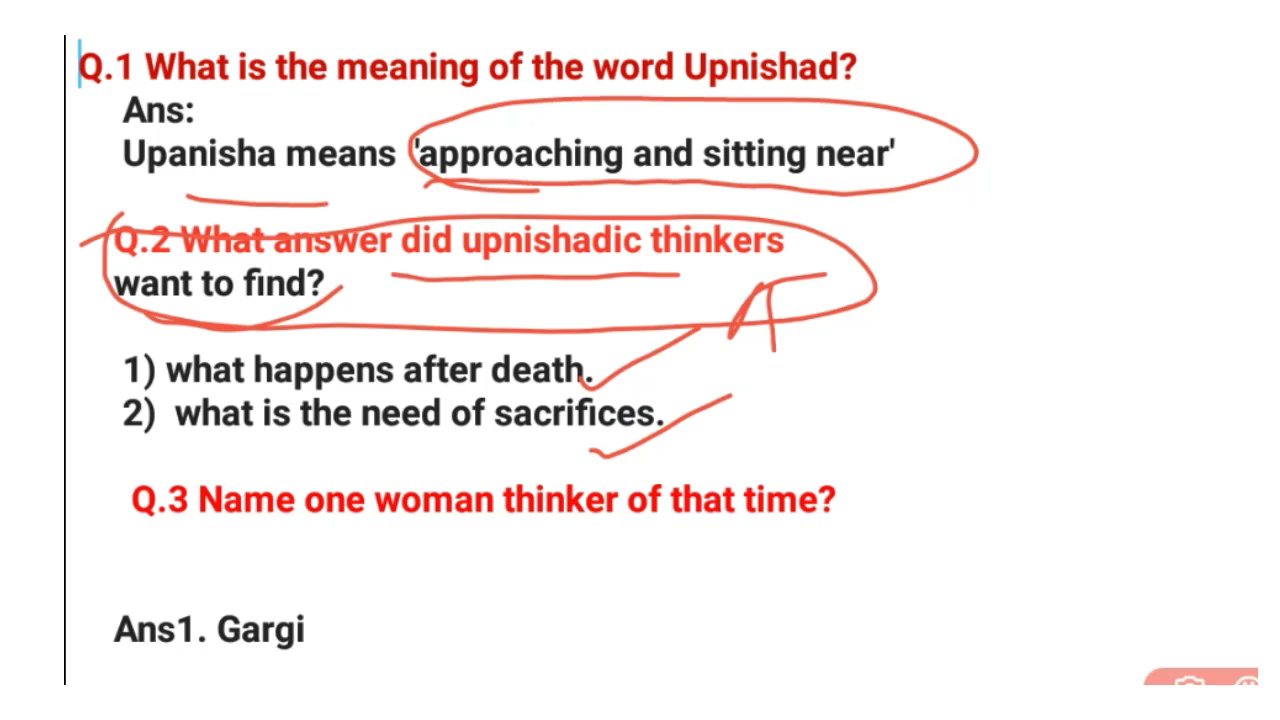 Q.1 What is the meaning of the word Upnishad?
Ans:
Upanisha means 'approaching and sitting near'
Q.2 What answer did upnishadic thinkers
want to find?
1) what happens after death.
2) what is the need of sacrifices.
Q.3 Name one woman thinker of that time?
Ans1. Gargi